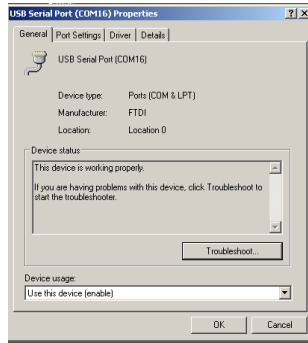 USB Serial Port (COM16) Properties
General Port Settings Driver Details
USB Serial Port (COM16)
Device type: Ports (COM & LPT)
Manufacturer: FTDI
Location: Location 0
Device status
This device is working properly.
If you are having problems with this device, click Troubleshoot to
start the troubleshooter.
Troubleshoot...
Device usage:
Use this device (enable)
OK Cancel